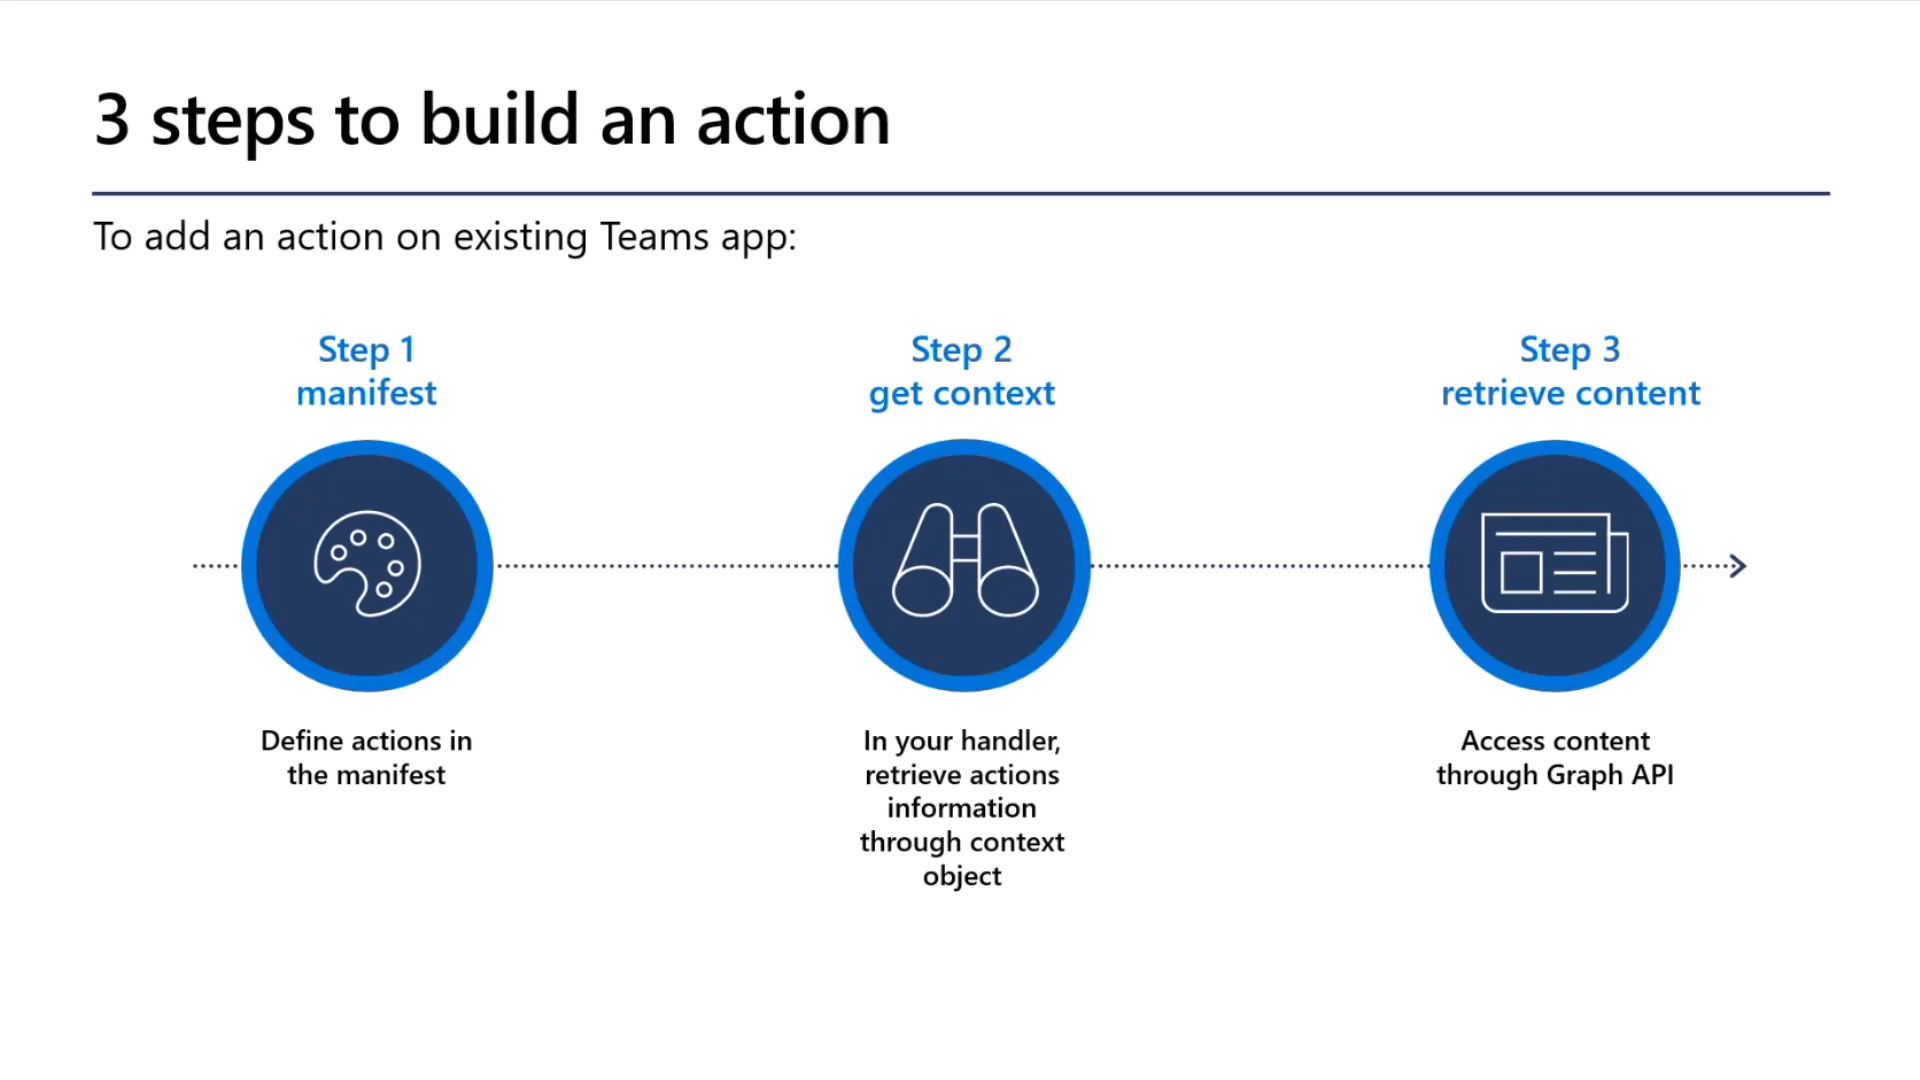 3 steps to build an action
To add an action on existing Teams app:
Step 1
manifest
Define actions in
the manifest
Step 2
get context
In your handler,
retrieve actions
information
through context
object
Step 3
retrieve content
Access content
through Graph API